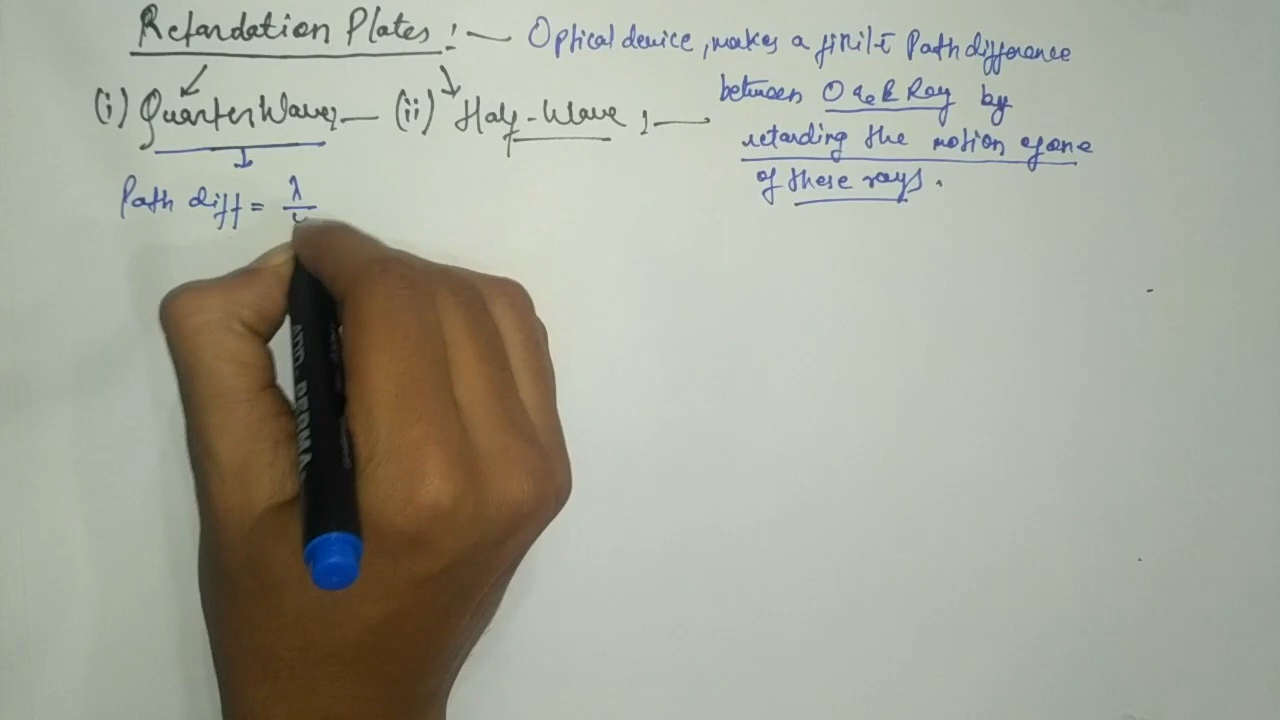 Retardation Plates :— Optical device, makes a finite Path difference
between O & E Ray by
retarding the motion of one
of these rays.
(i) Quarter Wave, — (ii) Half-Wave, —
Path diff = λ/4